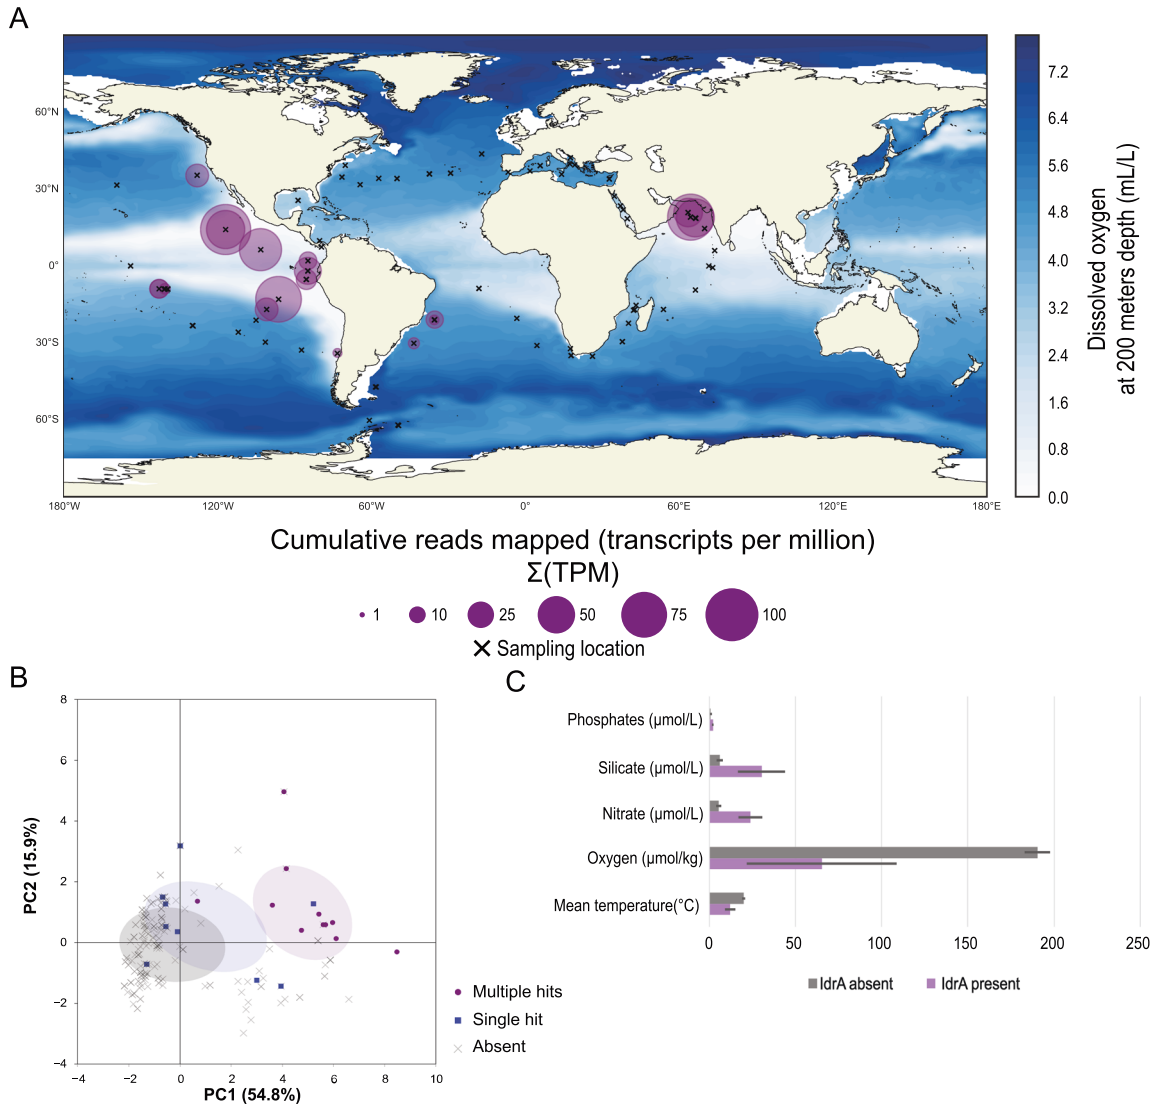 A
60°N
30°N
0°
30°S
60°S
180°W
120°W
60°W
0°
60°E
120°E
180°E
7.2
6.4
5.6
4.8
4.0
3.2
2.4
1.6
0.8
0.0
Dissolved oxygen
at 200 meters depth (mL/L)
Cumulative reads mapped (transcripts per million)
Σ(TPM)
1 10 25 50 75 100
Sampling location
B
8
6
4
2
0
−2
−4
−4 −2 0 2 4 6 8 10
PC2 (15.9%)
PC1 (54.8%)
Multiple hits
Single hit
Absent
C
Phosphates (µmol/L)
Silicate (µmol/L)
Nitrate (µmol/L)
Oxygen (µmol/kg)
Mean temperature(°C)
0 50 100 150 200 250
IdrA absent IdrA present